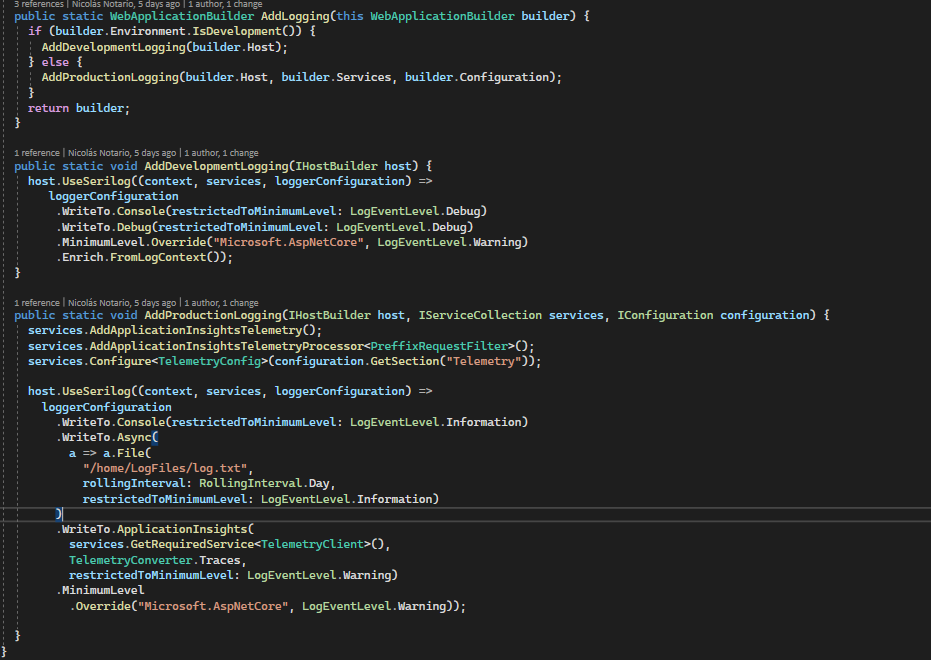 3 references | Nicolás Notario, 5 days ago | 1 author, 1 change
public static WebApplicationBuilder AddLogging(this WebApplicationBuilder builder) {
if (builder.Environment.IsDevelopment()) {
AddDevelopmentLogging(builder.Host);
} else {
AddProductionLogging(builder.Host, builder.Services, builder.Configuration);
}
return builder;
}
1 reference | Nicolás Notario, 5 days ago | 1 author, 1 change
public static void AddDevelopmentLogging(IHostBuilder host) {
host.UseSerilog((context, services, loggerConfiguration) =>
loggerConfiguration
.WriteTo.Console(restrictedToMinimumLevel: LogEventLevel.Debug)
.WriteTo.Debug(restrictedToMinimumLevel: LogEventLevel.Debug)
.MinimumLevel.Override("Microsoft.AspNetCore", LogEventLevel.Warning)
.Enrich.FromLogContext());
}
1 reference | Nicolás Notario, 5 days ago | 1 author, 1 change
public static void AddProductionLogging(IHostBuilder host, IServiceCollection services, IConfiguration configuration) {
services.AddApplicationInsightsTelemetry();
services.AddApplicationInsightsTelemetryProcessor<PreffixRequestFilter>();
services.Configure<TelemetryConfig>(configuration.GetSection("Telemetry"));
host.UseSerilog((context, services, loggerConfiguration) =>
loggerConfiguration
.WriteTo.Console(restrictedToMinimumLevel: LogEventLevel.Information)
.WriteTo.Async(
a => a.File(
"/home/LogFiles/log.txt",
rollingInterval: RollingInterval.Day,
restrictedToMinimumLevel: LogEventLevel.Information)
)
.WriteTo.ApplicationInsights(
services.GetRequiredService<TelemetryClient>(),
TelemetryConverter.Traces,
restrictedToMinimumLevel: LogEventLevel.Warning)
.MinimumLevel
.Override("Microsoft.AspNetCore", LogEventLevel.Warning));
}
}